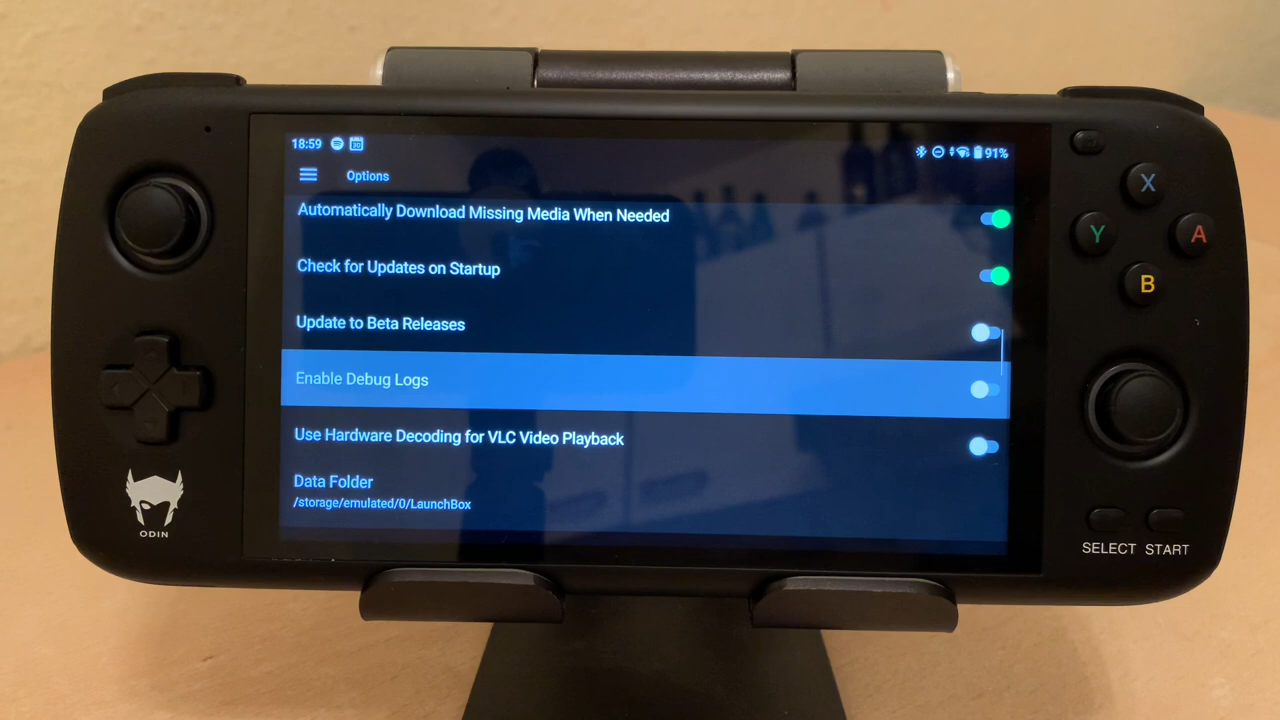 18:59
91%
Options
Automatically Download Missing Media When Needed
Check for Updates on Startup
Update to Beta Releases
Enable Debug Logs
Use Hardware Decoding for VLC Video Playback
Data Folder
/storage/emulated/0/LaunchBox
X
Y
A
B
ODIN
SELECT START